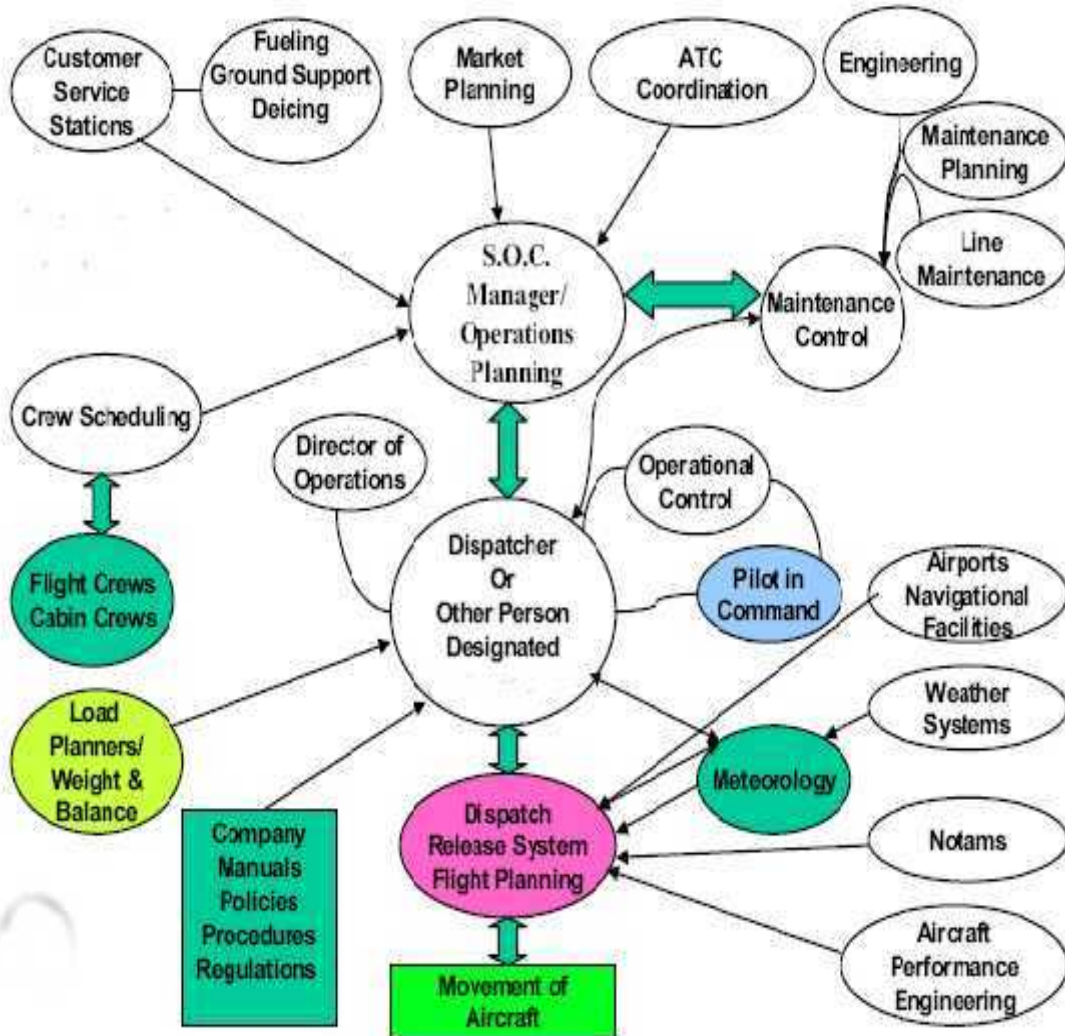 Customer
Service
Stations
Fueling
Ground Support
Deicing
Market
Planning
ATC
Coordination
Engineering
Maintenance
Planning
Line
Maintenance
S.O.C.
Manager/
Operations
Planning
Maintenance
Control
Crew Scheduling
Director of
Operations
Operational
Control
Flight Crews
Cabin Crews
Dispatcher
Or
Other Person
Designated
Pilot in
Command
Airports
Navigational
Facilities
Load
Planners/
Weight &
Balance
Weather
Systems
Meteorology
Company
Manuals
Policies
Procedures
Regulations
Dispatch
Release System
Flight Planning
Notams
Aircraft
Performance
Engineering
Movement of
Aircraft